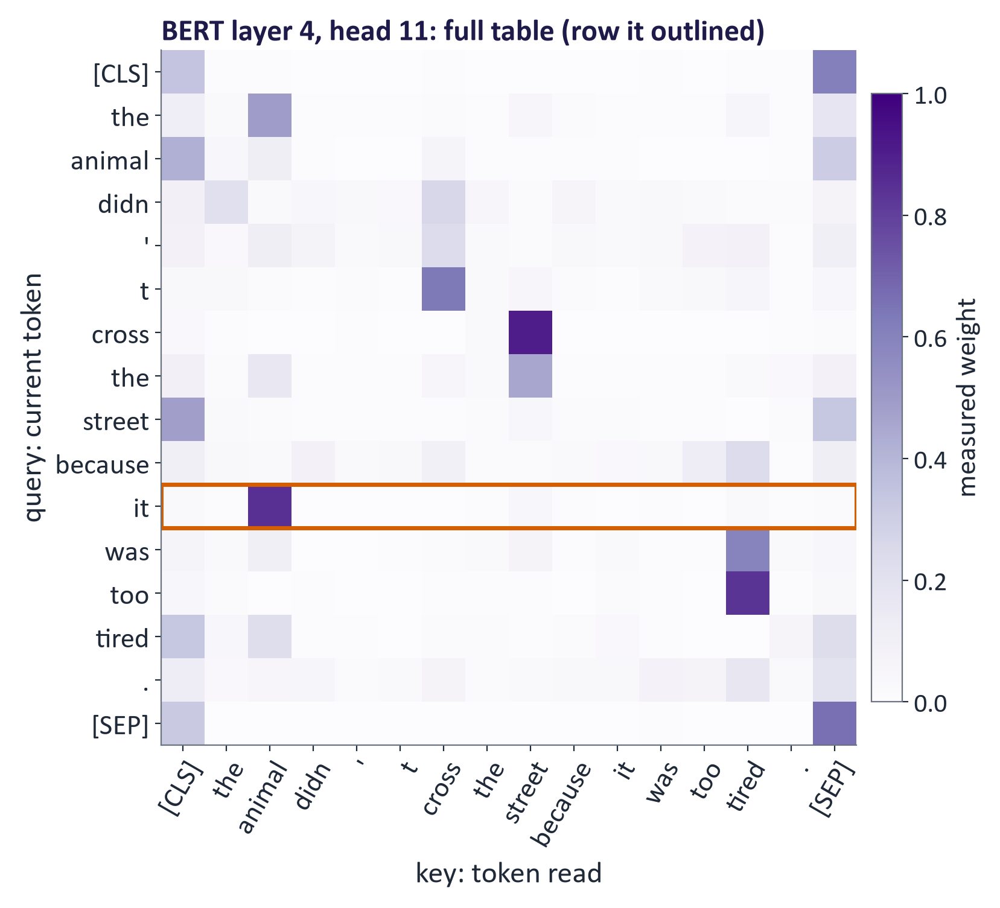 BERT layer 4, head 11: full table (row it outlined)
query: current token
[CLS]
the
animal
didn
'
t
cross
the
street
because
it
was
too
tired
.
[SEP]
[CLS]
the
animal
didn
'
t
cross
the
street
because
it
was
too
tired
.
[SEP]
key: token read
1.0
0.8
0.6
0.4
0.2
0.0
measured weight